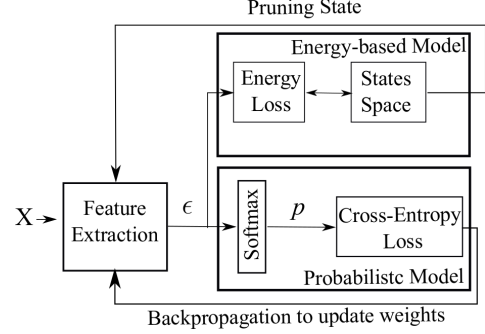 Pruning State
Energy-based Model
Energy
Loss
States
Space
X
Feature
Extraction
ϵ
Softmax
p
Cross-Entropy
Loss
Probabilistc Model
Backpropagation to update weights